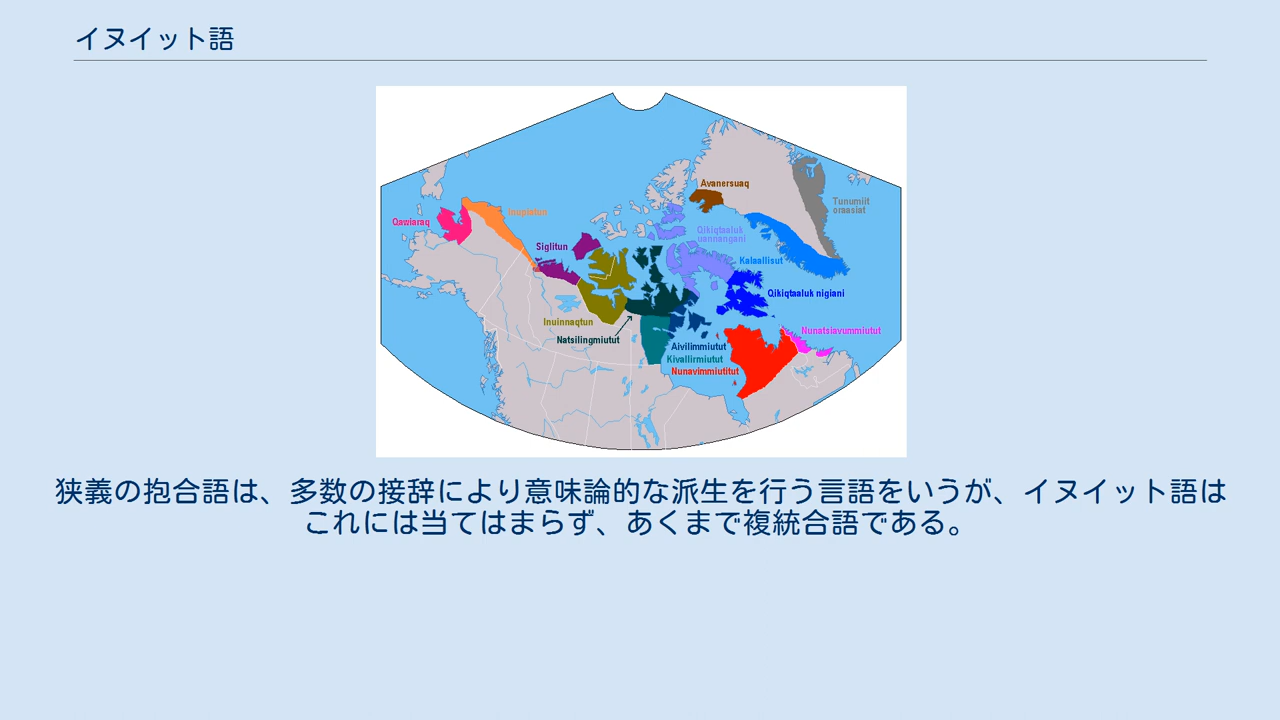 イヌイット語
Avanersuaq
Tunumiit
oraasiat
Inupiatun
Qawiaraq
Qikiqtaaluk
uannangani
Siglitun
Kalaallisut
Qikiqtaaluk nigiani
Inuinnaqtun
Nunatsiavummiutut
Natsilingmiutut
Aivilimmiutut
Kivallirmiutut
Nunavimmiutitut
狭義の抱合語は、多数の接辞により意味論的な派生を行う言語をいうが、イヌイット語は
これには当てはまらず、あくまで複統合語である。